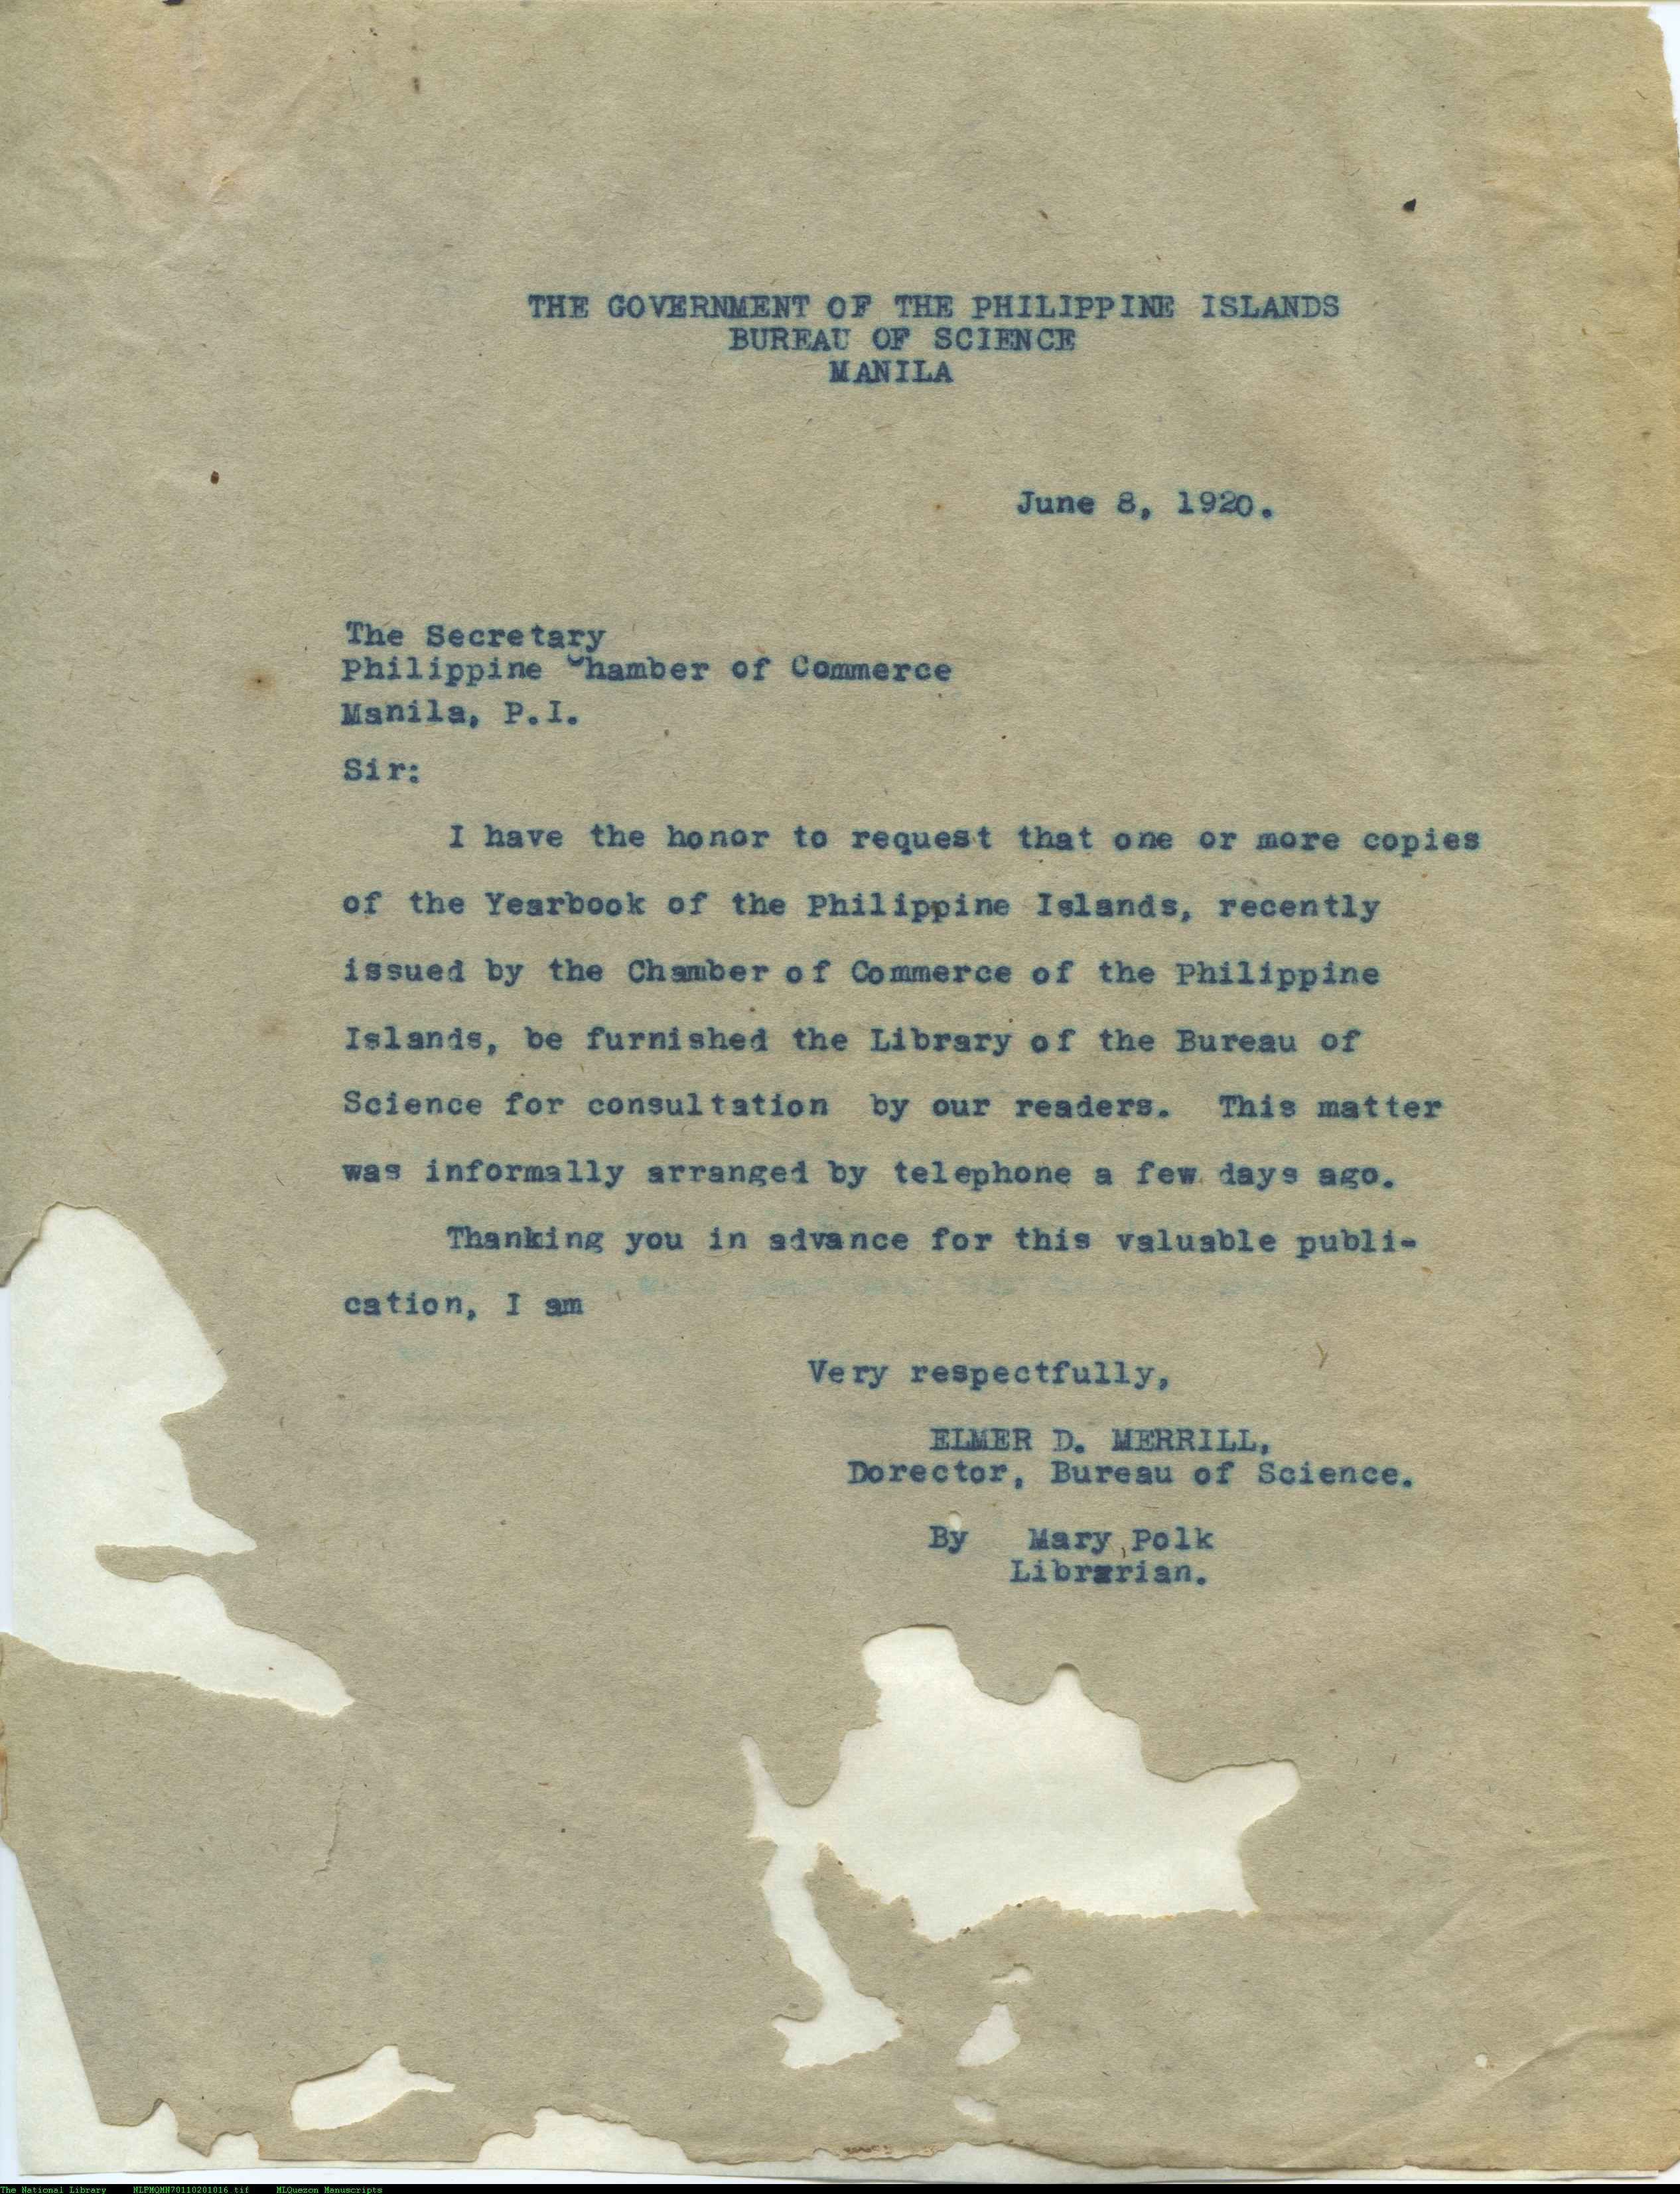 THE GOVERNMENT OF THE PHILIPPINE ISLANDS
BUREAU OF SCIENCE
MANILA
June 8, 1920.
The Secretary
Philippine Chamber of Commerce
Manila, P.I.
Sir:
I have the honor to request that one or more copies
of the Yearbook of the Philippine Islands, recently
issued by the Chamber of Commerce of the Philippine
Islands, be furnished the Library of the Bureau of
Science for consultation by our readers. This matter
was informally arranged by telephone a few days ago.
Thanking you in advance for this valuable publi-
cation, I am
Very respectfully,
ELMER D. MERRILL,
Dorector, Bureau of Science.
By Mary Polk
Librarian.
The National Library NLPMQMN70110201016.tif MLQuezon Manuscripts